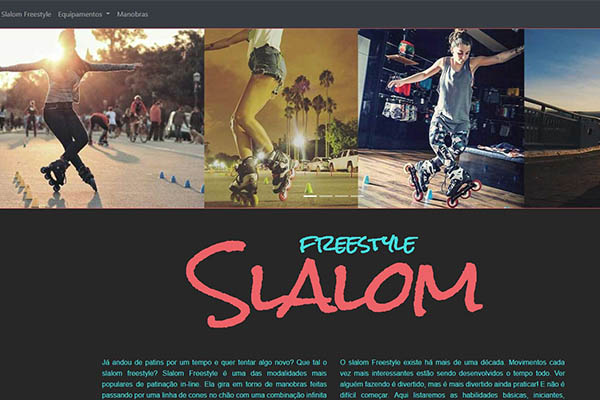 Slalom Freestyle Equipamentos Manobras
FREESTYLE
SLALOM
Já andou de patins por um tempo e quer tentar algo novo? Que tal o
slalom freestyle? Slalom Freestyle é uma das modalidades mais
populares de patinação in-line. Ela gira em torno de manobras feitas
passando por uma linha de cones no chão com uma combinação infinita
O slalom Freestyle existe há mais de uma década. Movimentos cada
vez mais interessantes estão sendo desenvolvidos o tempo todo. Ver
alguém fazendo é divertido, mas é mais divertido ainda praticar! E não é
difícil começar. Aqui listaremos as habilidades básicas, iniciantes,